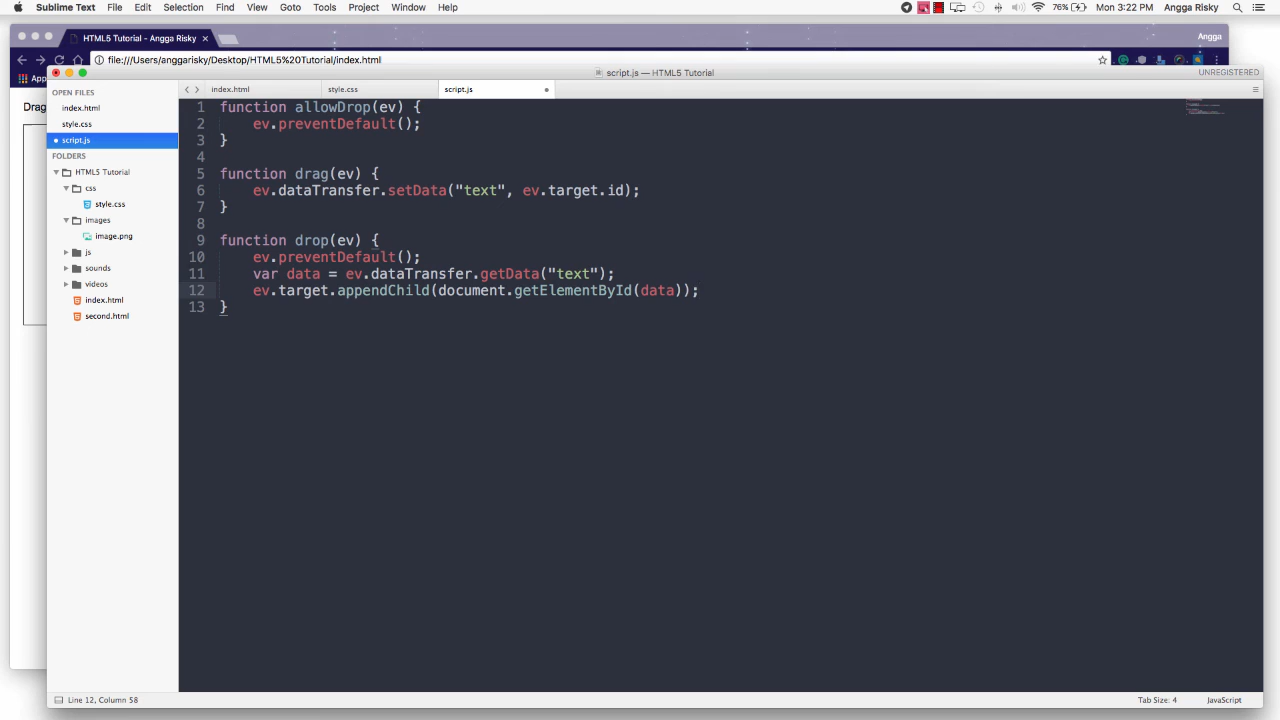 Sublime Text File Edit Selection Find View Goto Tools Project Window Help 76% Mon 3:22 PM Angga Risky
HTML5 Tutorial - Angga Risky Angga
file:///Users/anggarisky/Desktop/HTML5%20Tutorial/index.html
script.js — HTML5 Tutorial UNREGISTERED
OPEN FILES
index.html
style.css
script.js
FOLDERS
HTML5 Tutorial
css
style.css
images
image.png
js
sounds
videos
index.html
second.html
index.html style.css script.js
1 function allowDrop(ev) {
2 ev.preventDefault();
3 }
4
5 function drag(ev) {
6 ev.dataTransfer.setData("text", ev.target.id);
7 }
8
9 function drop(ev) {
10 ev.preventDefault();
11 var data = ev.dataTransfer.getData("text");
12 ev.target.appendChild(document.getElementById(data));
13 }
Line 12, Column 58 Tab Size: 4 JavaScript